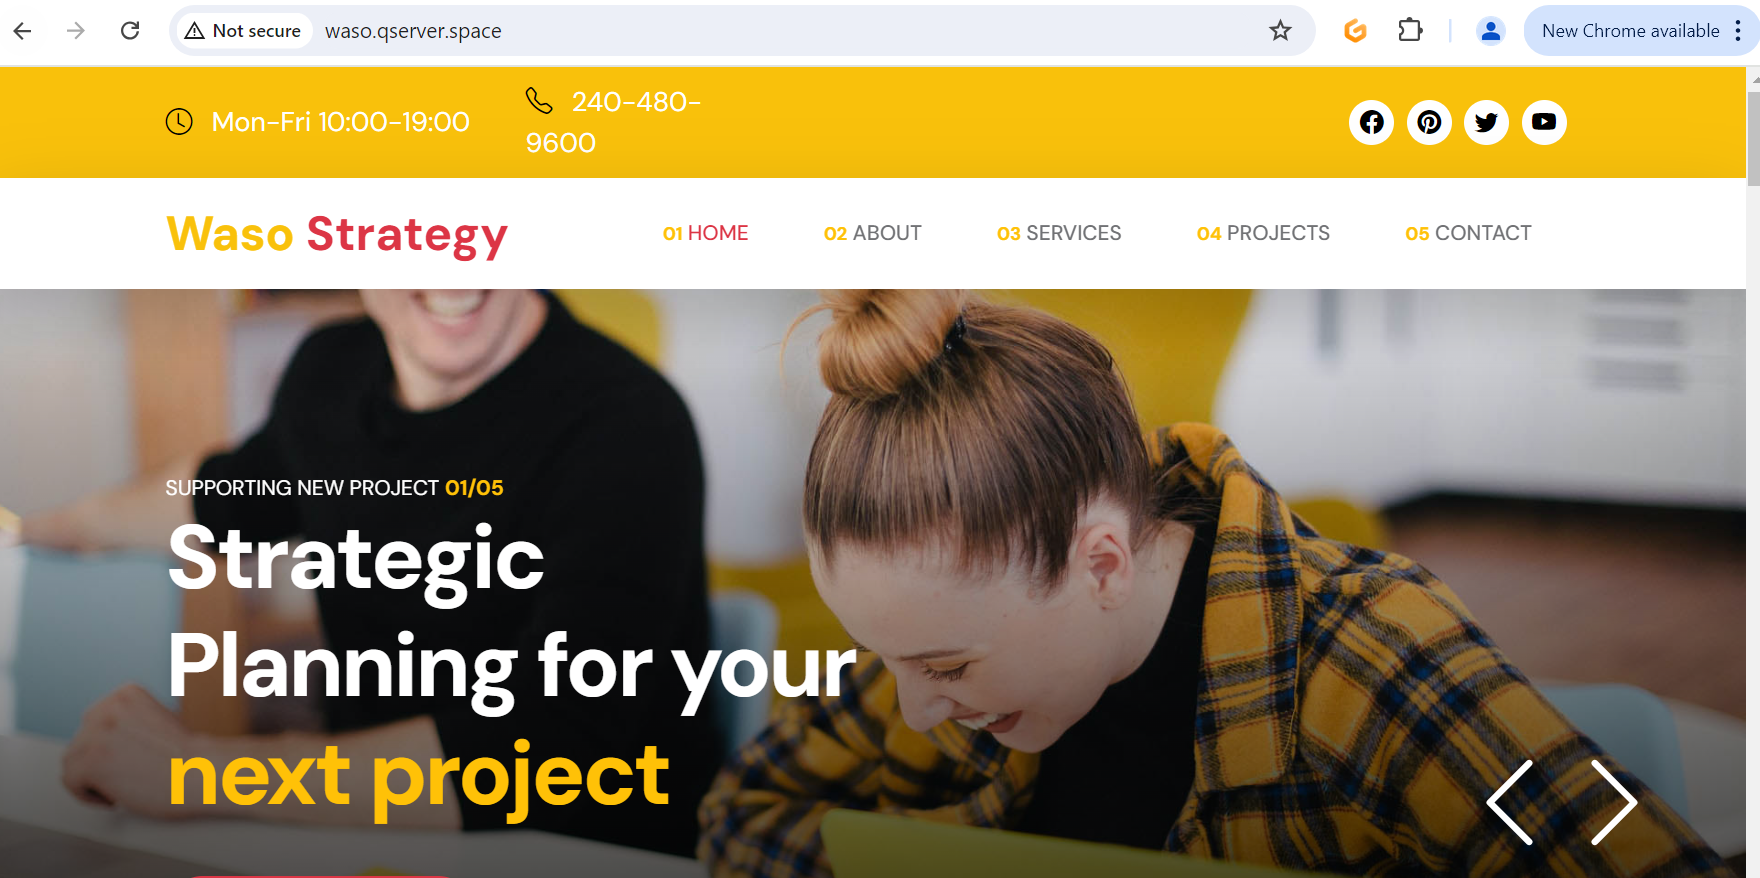 Not secure
waso.qserver.space
New Chrome available
Mon-Fri 10:00-19:00
240-480-
9600
Waso Strategy
01 HOME
02 ABOUT
03 SERVICES
04 PROJECTS
05 CONTACT
SUPPORTING NEW PROJECT 01/05
Strategic
Planning for your
next project